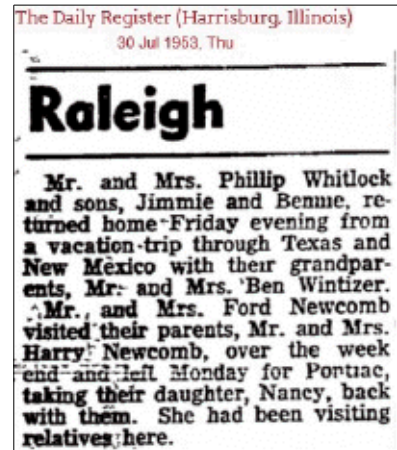 The Daily Register (Harrisburg, Illinois)
30 Jul 1953, Thu
Raleigh
Mr. and Mrs. Phillip Whitlock
and sons, Jimmie and Bennie, re-
turned home Friday evening from
a vacation trip through Texas and
New Mexico with their grandpar-
ents, Mr. and Mrs. Ben Wintizer.
Mr. and Mrs. Ford Newcomb
visited their parents, Mr. and Mrs.
Harry Newcomb, over the week
end and left Monday for Pontiac,
taking their daughter, Nancy, back
with them. She had been visiting
relatives here.